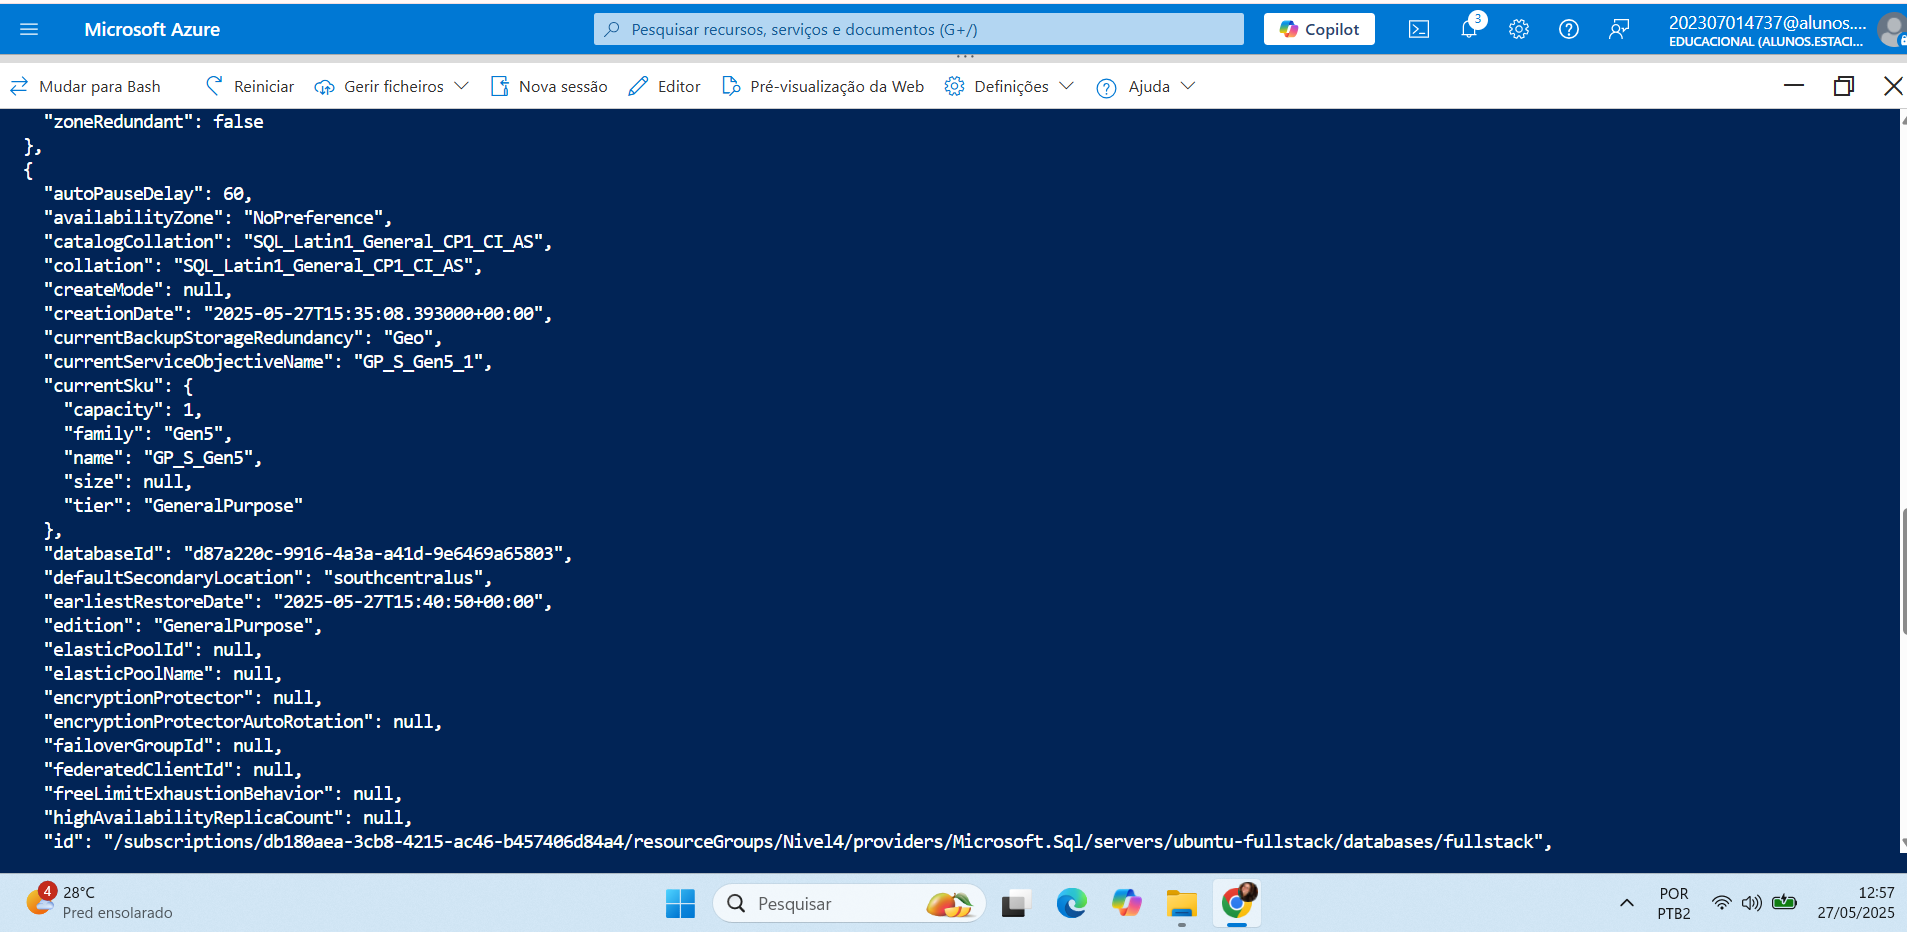 Microsoft Azure
Pesquisar recursos, serviços e documentos (G+/)
Copilot
3
202307014737@alunos....
EDUCACIONAL (ALUNOS.ESTACI...
Mudar para Bash
Reiniciar
Gerir ficheiros
Nova sessão
Editor
Pré-visualização da Web
Definições
Ajuda
"zoneRedundant": false
},
{
"autoPauseDelay": 60,
"availabilityZone": "NoPreference",
"catalogCollation": "SQL_Latin1_General_CP1_CI_AS",
"collation": "SQL_Latin1_General_CP1_CI_AS",
"createMode": null,
"creationDate": "2025-05-27T15:35:08.393000+00:00",
"currentBackupStorageRedundancy": "Geo",
"currentServiceObjectiveName": "GP_S_Gen5_1",
"currentSku": {
"capacity": 1,
"family": "Gen5",
"name": "GP_S_Gen5",
"size": null,
"tier": "GeneralPurpose"
},
"databaseId": "d87a220c-9916-4a3a-a41d-9e6469a65803",
"defaultSecondaryLocation": "southcentralus",
"earliestRestoreDate": "2025-05-27T15:40:50+00:00",
"edition": "GeneralPurpose",
"elasticPoolId": null,
"elasticPoolName": null,
"encryptionProtector": null,
"encryptionProtectorAutoRotation": null,
"failoverGroupId": null,
"federatedClientId": null,
"freeLimitExhaustionBehavior": null,
"highAvailabilityReplicaCount": null,
"id": "/subscriptions/db180aea-3cb8-4215-ac46-b457406d84a4/resourceGroups/Nivel4/providers/Microsoft.Sql/servers/ubuntu-fullstack/databases/fullstack",
4
28°C
Pred ensolarado
Pesquisar
POR
PTB2
12:57
27/05/2025